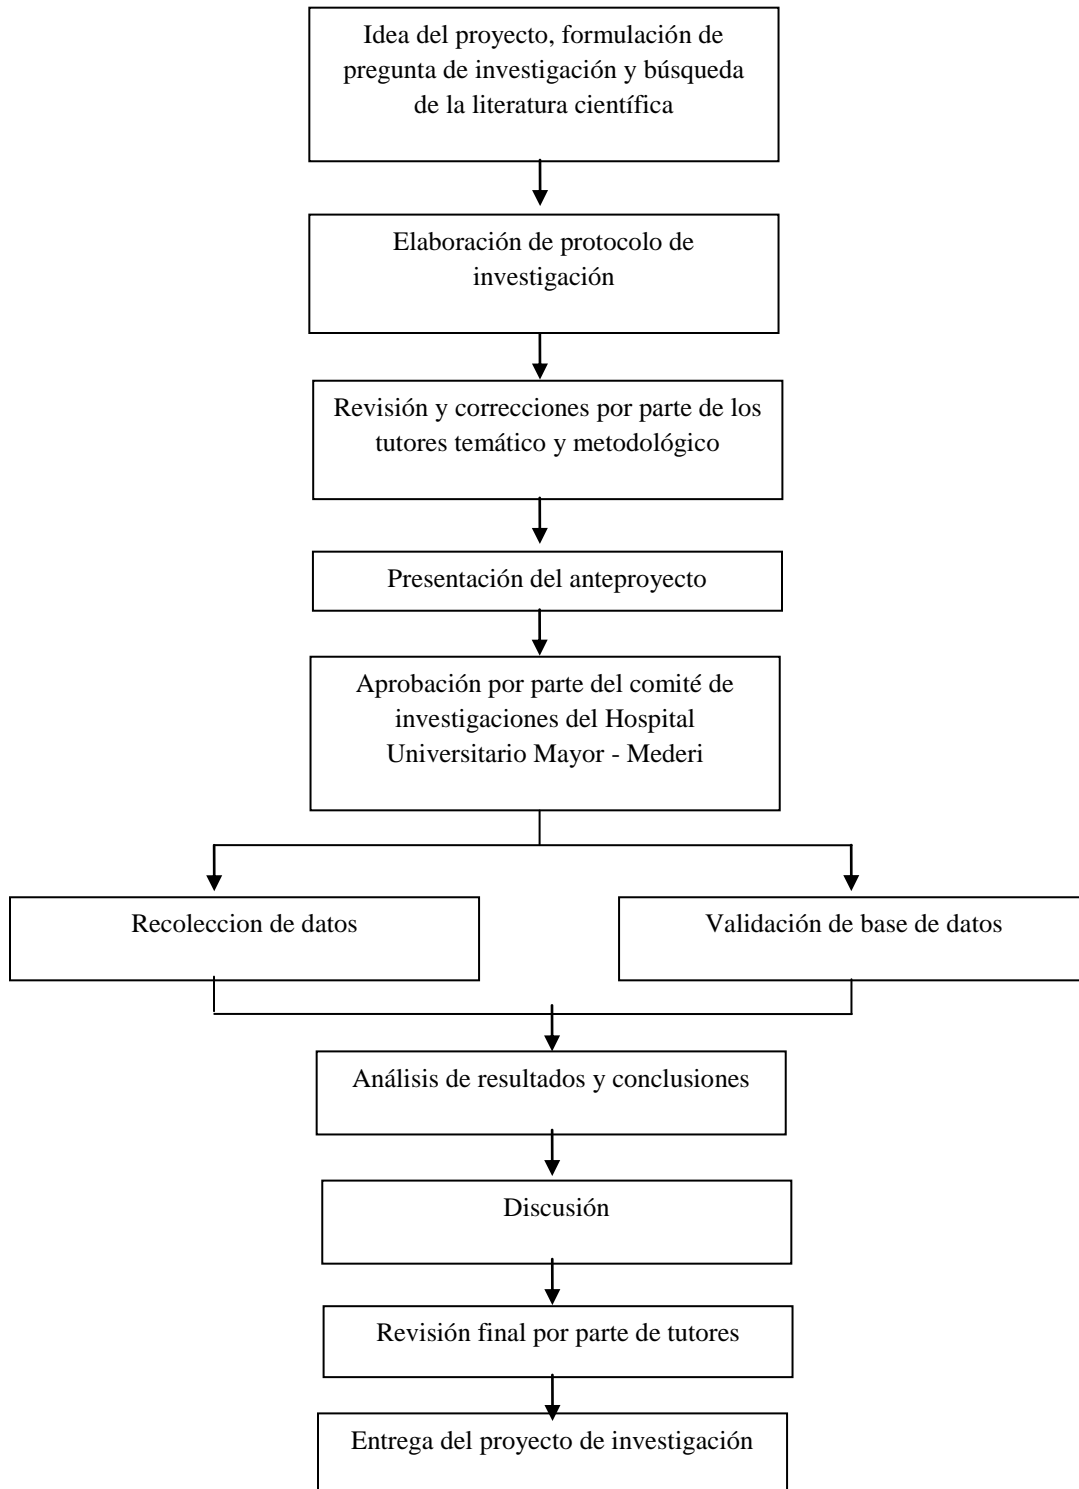 Idea del proyecto, formulación de
pregunta de investigación y búsqueda
de la literatura científica
Elaboración de protocolo de
investigación
Revisión y correcciones por parte de los
tutores temático y metodológico
Presentación del anteproyecto
Aprobación por parte del comité de
investigaciones del Hospital
Universitario Mayor - Mederi
Recoleccion de datos
Validación de base de datos
Análisis de resultados y conclusiones
Discusión
Revisión final por parte de tutores
Entrega del proyecto de investigación